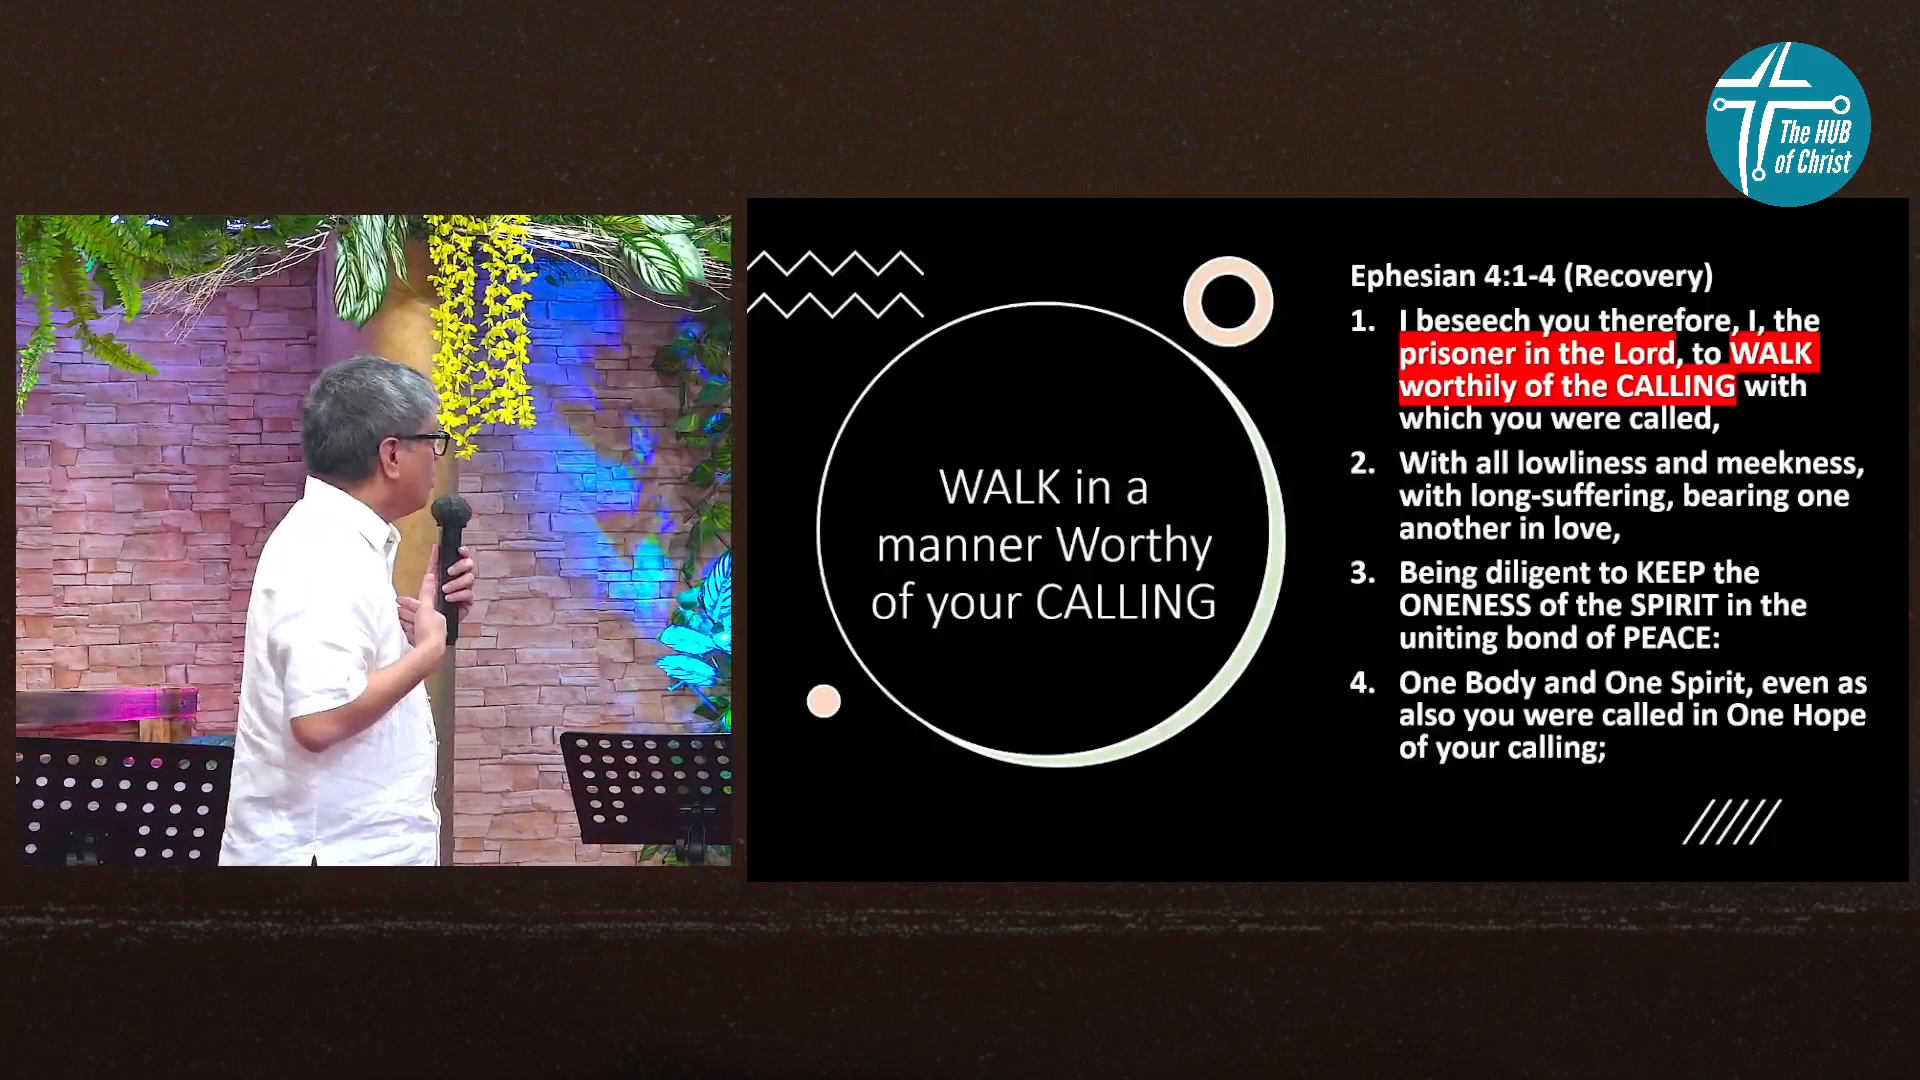 The HUB
of Christ
WALK in a
manner Worthy
of your CALLING
Ephesian 4:1-4 (Recovery)
1. I beseech you therefore, I, the
prisoner in the Lord, to WALK
worthily of the CALLING with
which you were called,
2. With all lowliness and meekness,
with long-suffering, bearing one
another in love,
3. Being diligent to KEEP the
ONENESS of the SPIRIT in the
uniting bond of PEACE:
4. One Body and One Spirit, even as
also you were called in One Hope
of your calling;